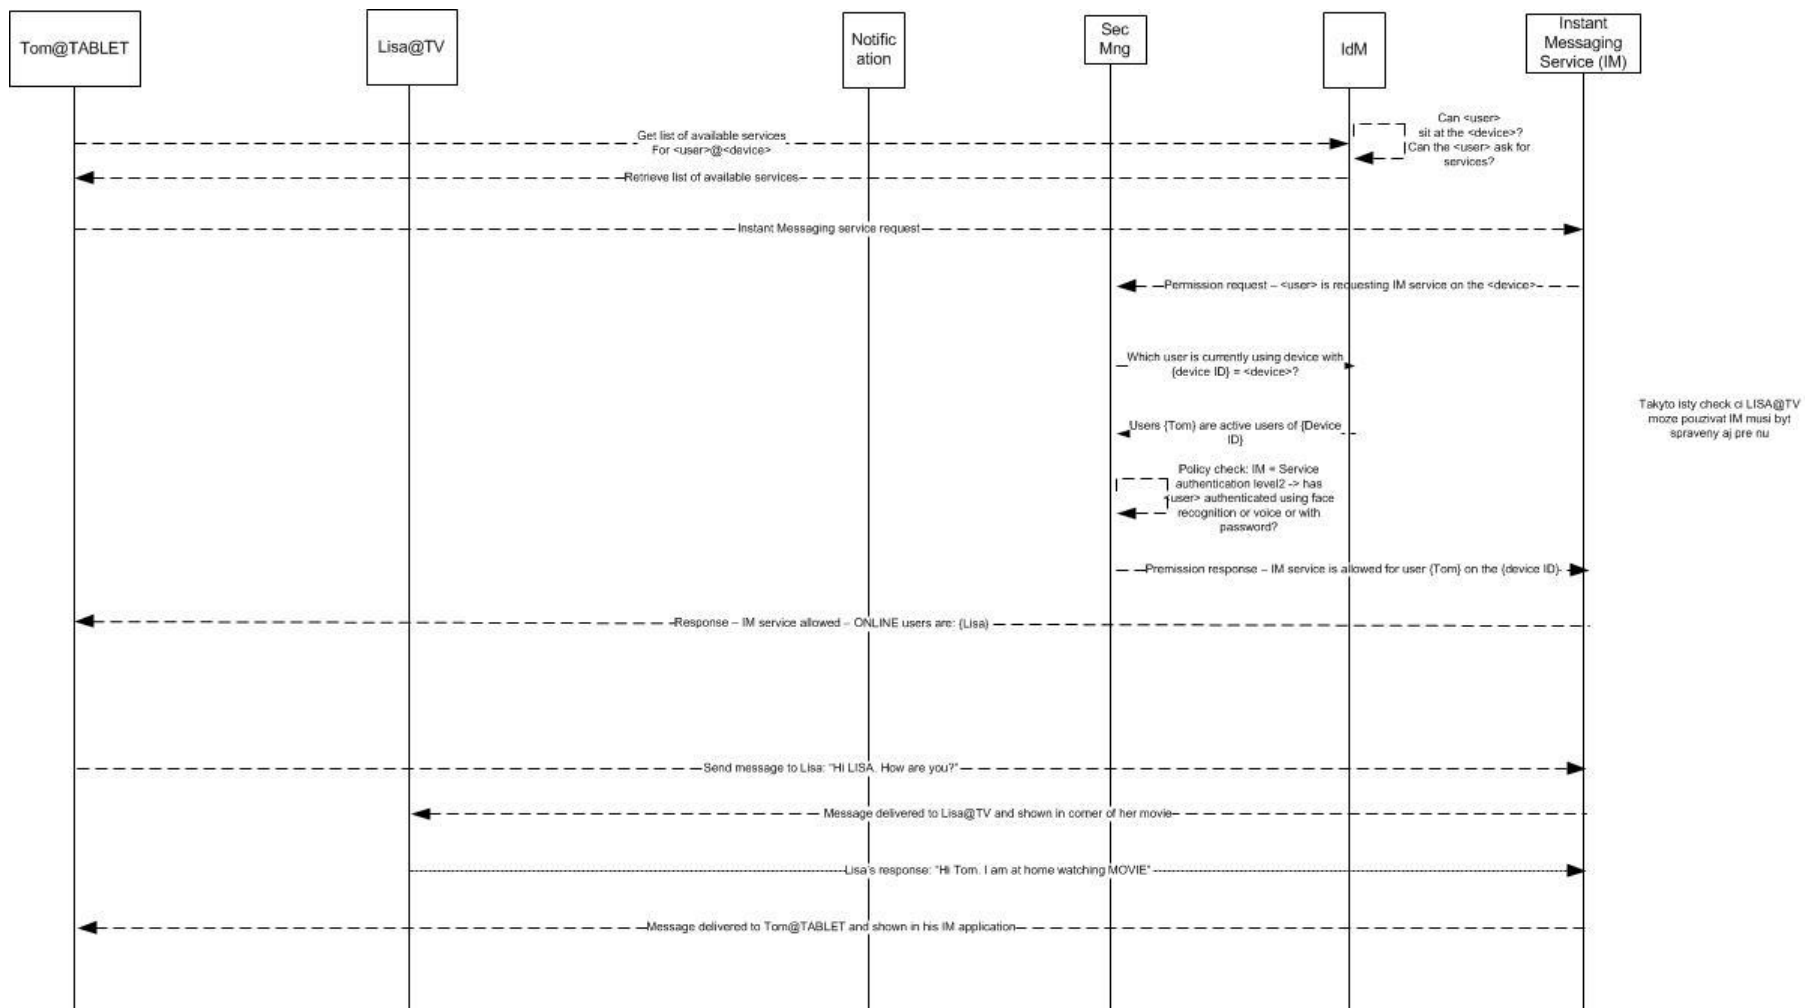 Tom@TABLET
Lisa@TV
Notific
ation
Sec
Mng
IdM
Instant
Messaging
Service (IM)
Get list of available services
For <user>@<device>
Can <user>
sit at the <device>?
Can the <user> ask for
services?
Retrieve list of available services
Instant Messaging service request
Permission request – <user> is requesting IM service on the <device>
Which user is currently using device with
{device ID} = <device>?
Takyto isty check ci LISA@TV
moze pouzivat IM musi byt
spraveny aj pre nu
Users {Tom} are active users of {Device
ID}
Policy check: IM = Service
authentication level2 -> has
<user> authenticated using face
recognition or voice or with
password?
Premission response – IM service is allowed for user {Tom} on the {device ID}
Response – IM service allowed – ONLINE users are: {Lisa}
Send message to Lisa: "Hi LISA. How are you?"
Message delivered to Lisa@TV and shown in corner of her movie
Lisa's response: "Hi Tom. I am at home watching MOVIE"
Message delivered to Tom@TABLET and shown in his IM application